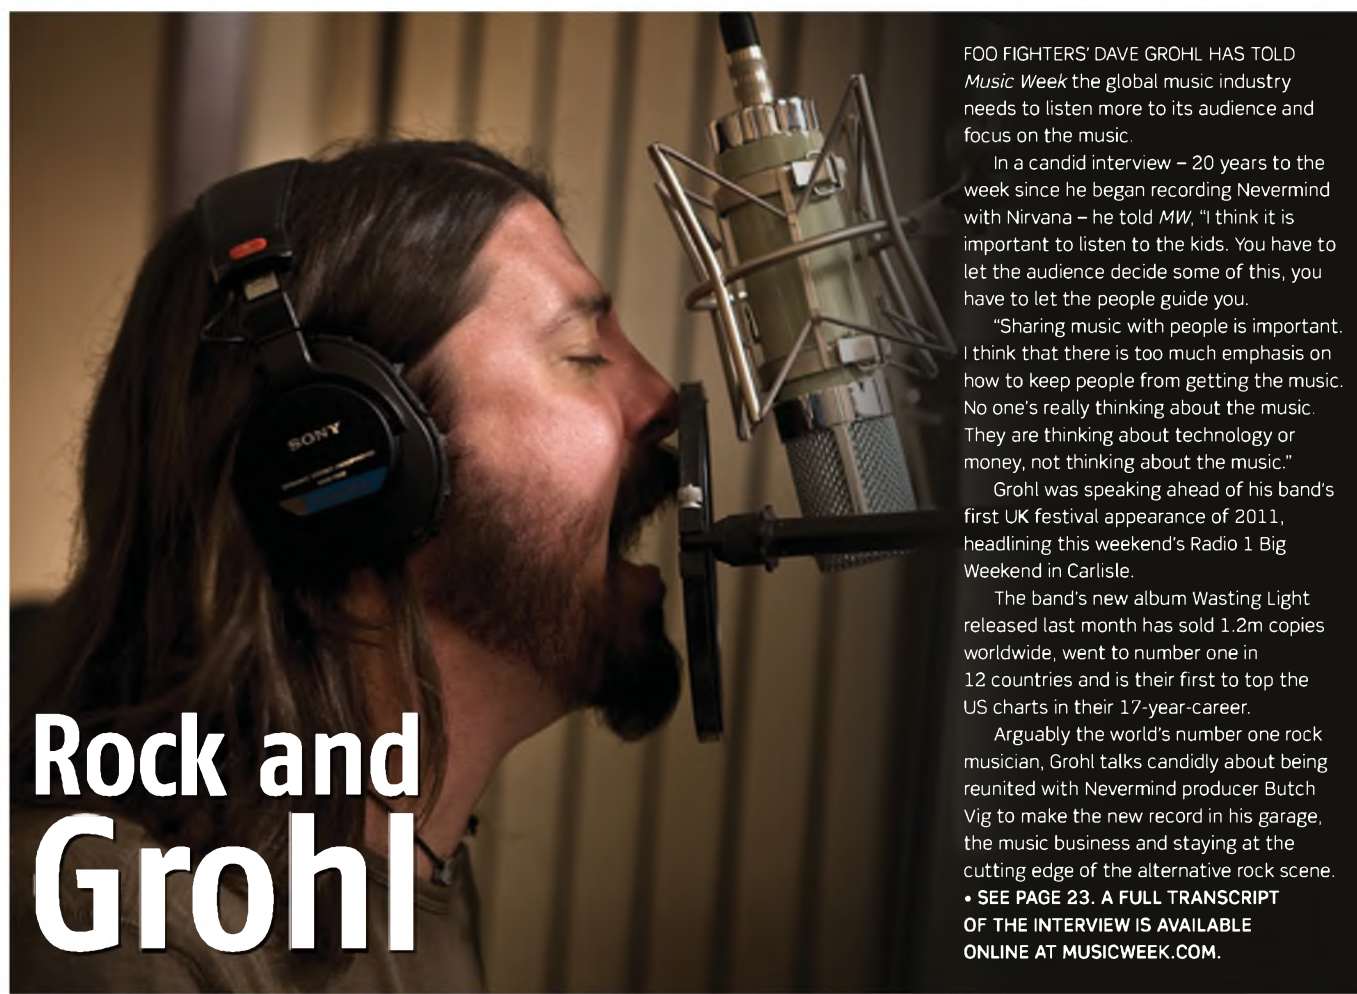 FOO FIGHTERS' DAVE GROHL HAS TOLD
Music Week the global music industry
needs to listen more to its audience and
focus on the music.
In a candid interview – 20 years to the
week since he began recording Nevermind
with Nirvana – he told MW, “I think it is
important to listen to the kids. You have to
let the audience decide some of this, you
have to let the people guide you.
“Sharing music with people is important.
I think that there is too much emphasis on
how to keep people from getting the music.
No one's really thinking about the music.
They are thinking about technology or
money, not thinking about the music.”
Grohl was speaking ahead of his band's
first UK festival appearance of 2011,
headlining this weekend's Radio 1 Big
Weekend in Carlisle.
The band's new album Wasting Light
released last month has sold 1.2m copies
worldwide, went to number one in
12 countries and is their first to top the
US charts in their 17-year-career.
Arguably the world's number one rock
musician, Grohl talks candidly about being
reunited with Nevermind producer Butch
Vig to make the new record in his garage,
the music business and staying at the
cutting edge of the alternative rock scene.
• SEE PAGE 23. A FULL TRANSCRIPT
OF THE INTERVIEW IS AVAILABLE
ONLINE AT MUSICWEEK.COM.
SONY
Rock and
Grohl